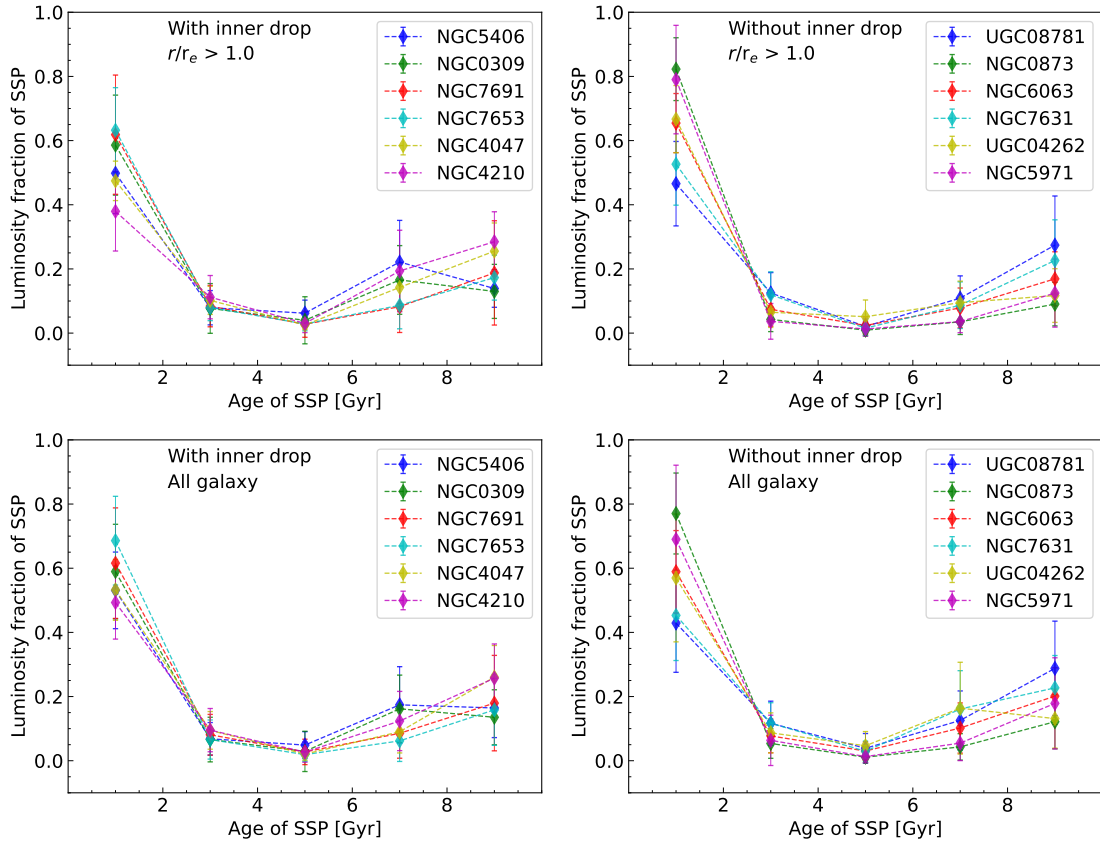 With inner drop
r/re > 1.0
NGC5406
NGC0309
NGC7691
NGC7653
NGC4047
NGC4210
Luminosity fraction of SSP
1.0
0.8
0.6
0.4
0.2
0.0
2 4 6 8
Age of SSP [Gyr]
Without inner drop
r/re > 1.0
UGC08781
NGC0873
NGC6063
NGC7631
UGC04262
NGC5971
Luminosity fraction of SSP
1.0
0.8
0.6
0.4
0.2
0.0
2 4 6 8
Age of SSP [Gyr]
With inner drop
All galaxy
NGC5406
NGC0309
NGC7691
NGC7653
NGC4047
NGC4210
Luminosity fraction of SSP
1.0
0.8
0.6
0.4
0.2
0.0
2 4 6 8
Age of SSP [Gyr]
Without inner drop
All galaxy
UGC08781
NGC0873
NGC6063
NGC7631
UGC04262
NGC5971
Luminosity fraction of SSP
1.0
0.8
0.6
0.4
0.2
0.0
2 4 6 8
Age of SSP [Gyr]